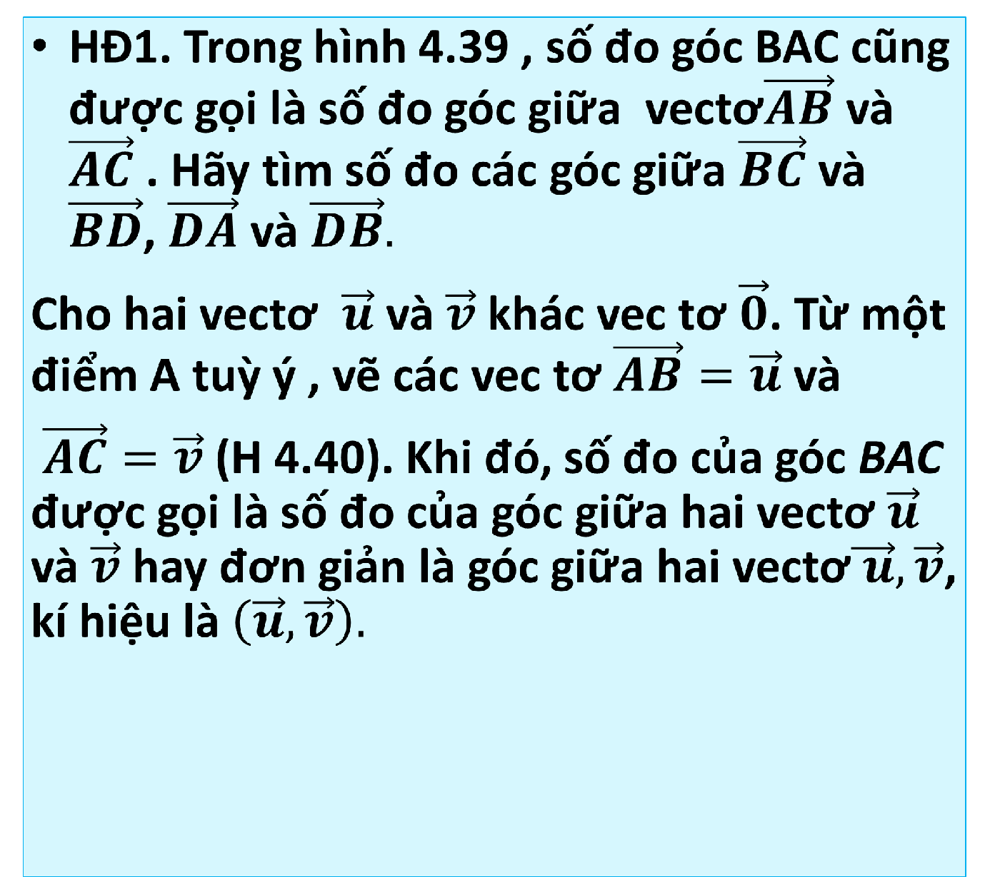 • HĐ1. Trong hình 4.39 , số đo góc BAC cũng
được gọi là số đo góc giữa vectơ $\overrightarrow{AB}$ và
$\overrightarrow{AC}$ . Hãy tìm số đo các góc giữa $\overrightarrow{BC}$ và
$\overrightarrow{BD}$, $\overrightarrow{DA}$ và $\overrightarrow{DB}$.
Cho hai vectơ $\vec{u}$ và $\vec{v}$ khác vec tơ $\vec{0}$. Từ một
điểm A tuỳ ý , vẽ các vec tơ $\overrightarrow{AB} = \vec{u}$ và
$\overrightarrow{AC} = \vec{v}$ (H 4.40). Khi đó, số đo của góc BAC
được gọi là số đo của góc giữa hai vectơ $\vec{u}$
và $\vec{v}$ hay đơn giản là góc giữa hai vectơ $\vec{u}, \vec{v}$,
kí hiệu là $(\vec{u}, \vec{v})$.